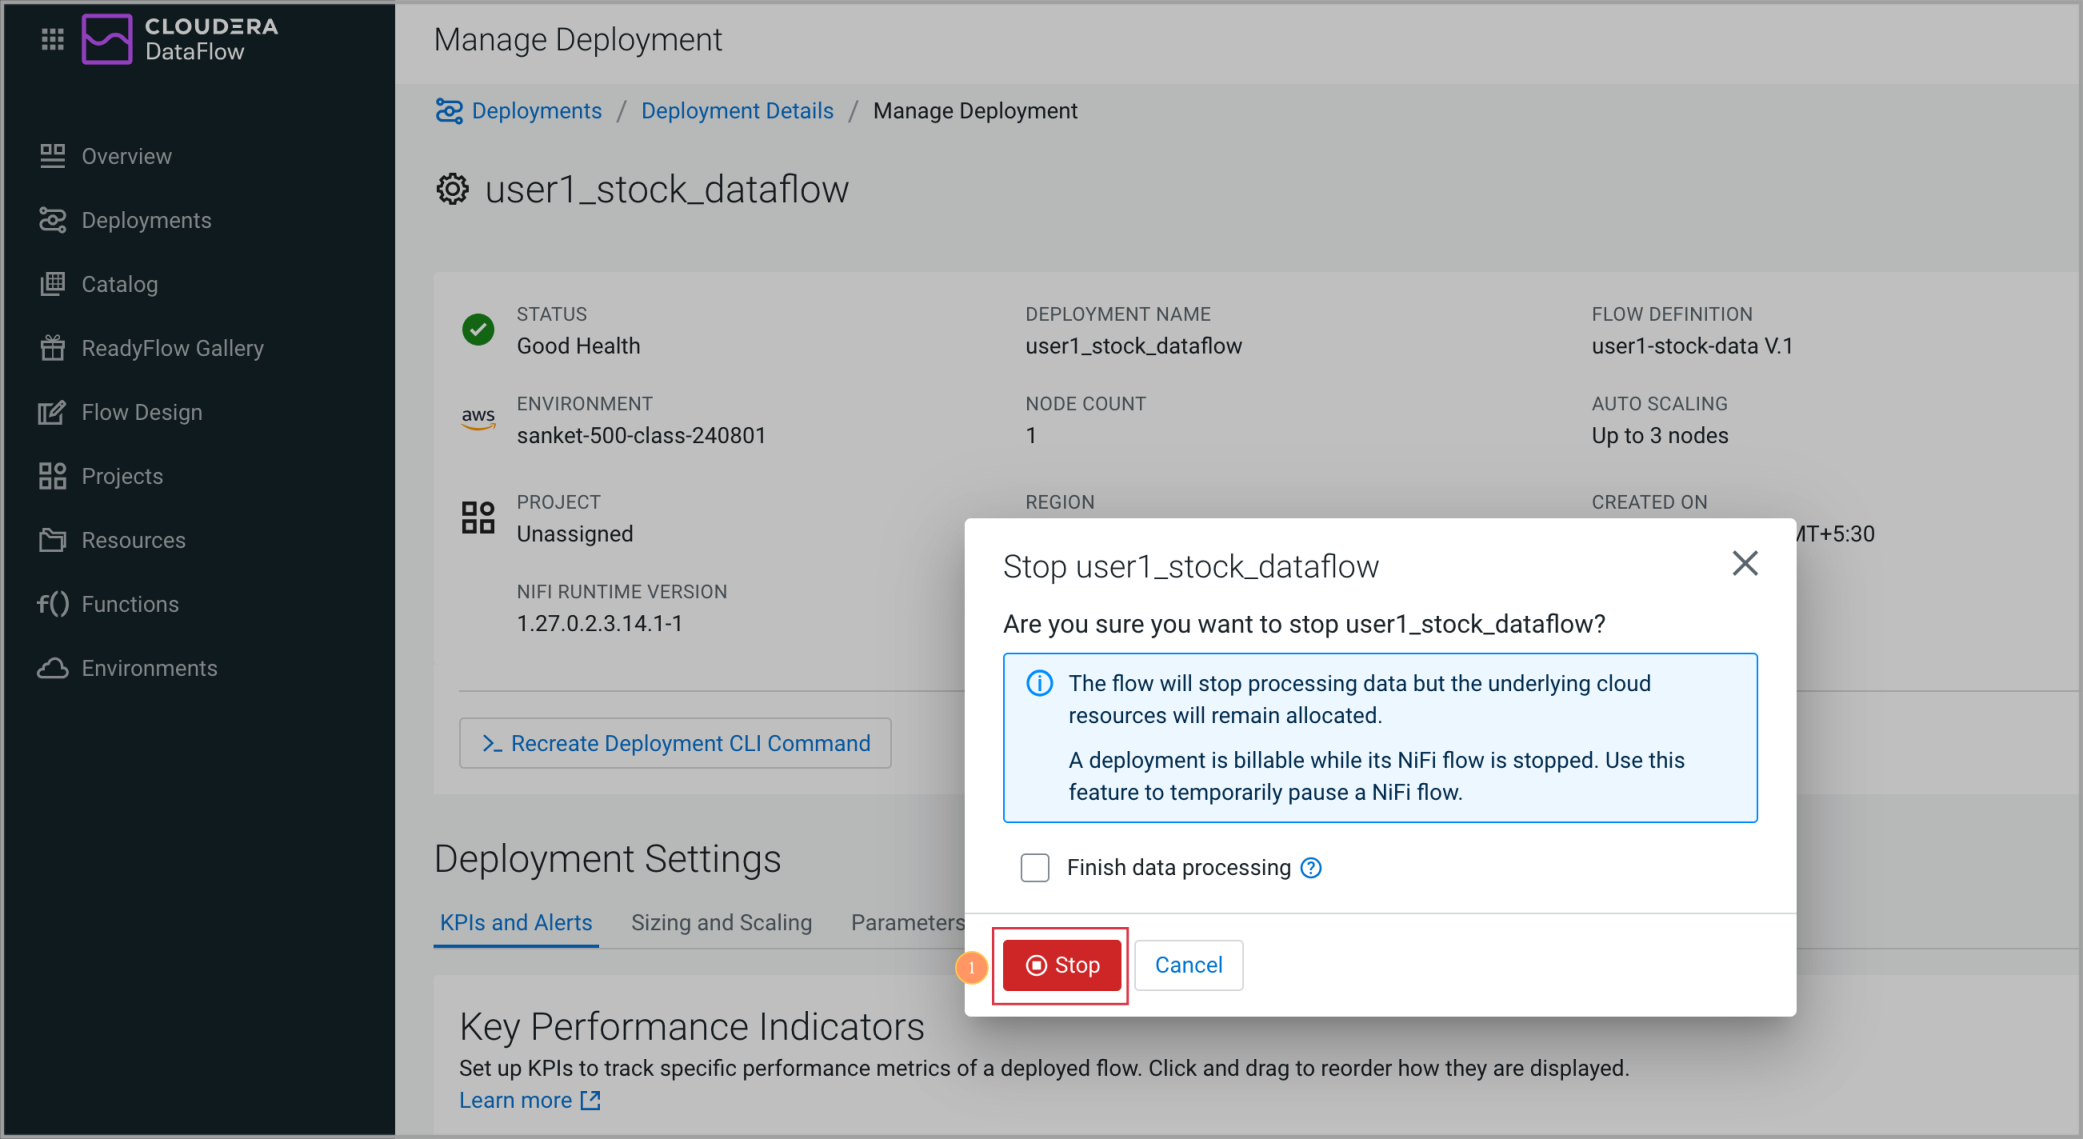 CLOUDERA
DataFlow
Manage Deployment
Deployments / Deployment Details / Manage Deployment
Overview
Deployments
Catalog
ReadyFlow Gallery
Flow Design
Projects
Resources
f() Functions
Environments
user1_stock_dataflow
STATUS
Good Health
DEPLOYMENT NAME
user1_stock_dataflow
FLOW DEFINITION
user1-stock-data V.1
aws
ENVIRONMENT
sanket-500-class-240801
NODE COUNT
1
AUTO SCALING
Up to 3 nodes
PROJECT
Unassigned
REGION
CREATED ON
MT+5:30
NIFI RUNTIME VERSION
1.27.0.2.3.14.1-1
>_ Recreate Deployment CLI Command
Stop user1_stock_dataflow
Are you sure you want to stop user1_stock_dataflow?
The flow will stop processing data but the underlying cloud
resources will remain allocated.
A deployment is billable while its NiFi flow is stopped. Use this
feature to temporarily pause a NiFi flow.
Finish data processing
1
Stop
Cancel
Deployment Settings
KPIs and Alerts
Sizing and Scaling
Parameters
Key Performance Indicators
Set up KPIs to track specific performance metrics of a deployed flow. Click and drag to reorder how they are displayed.
Learn more